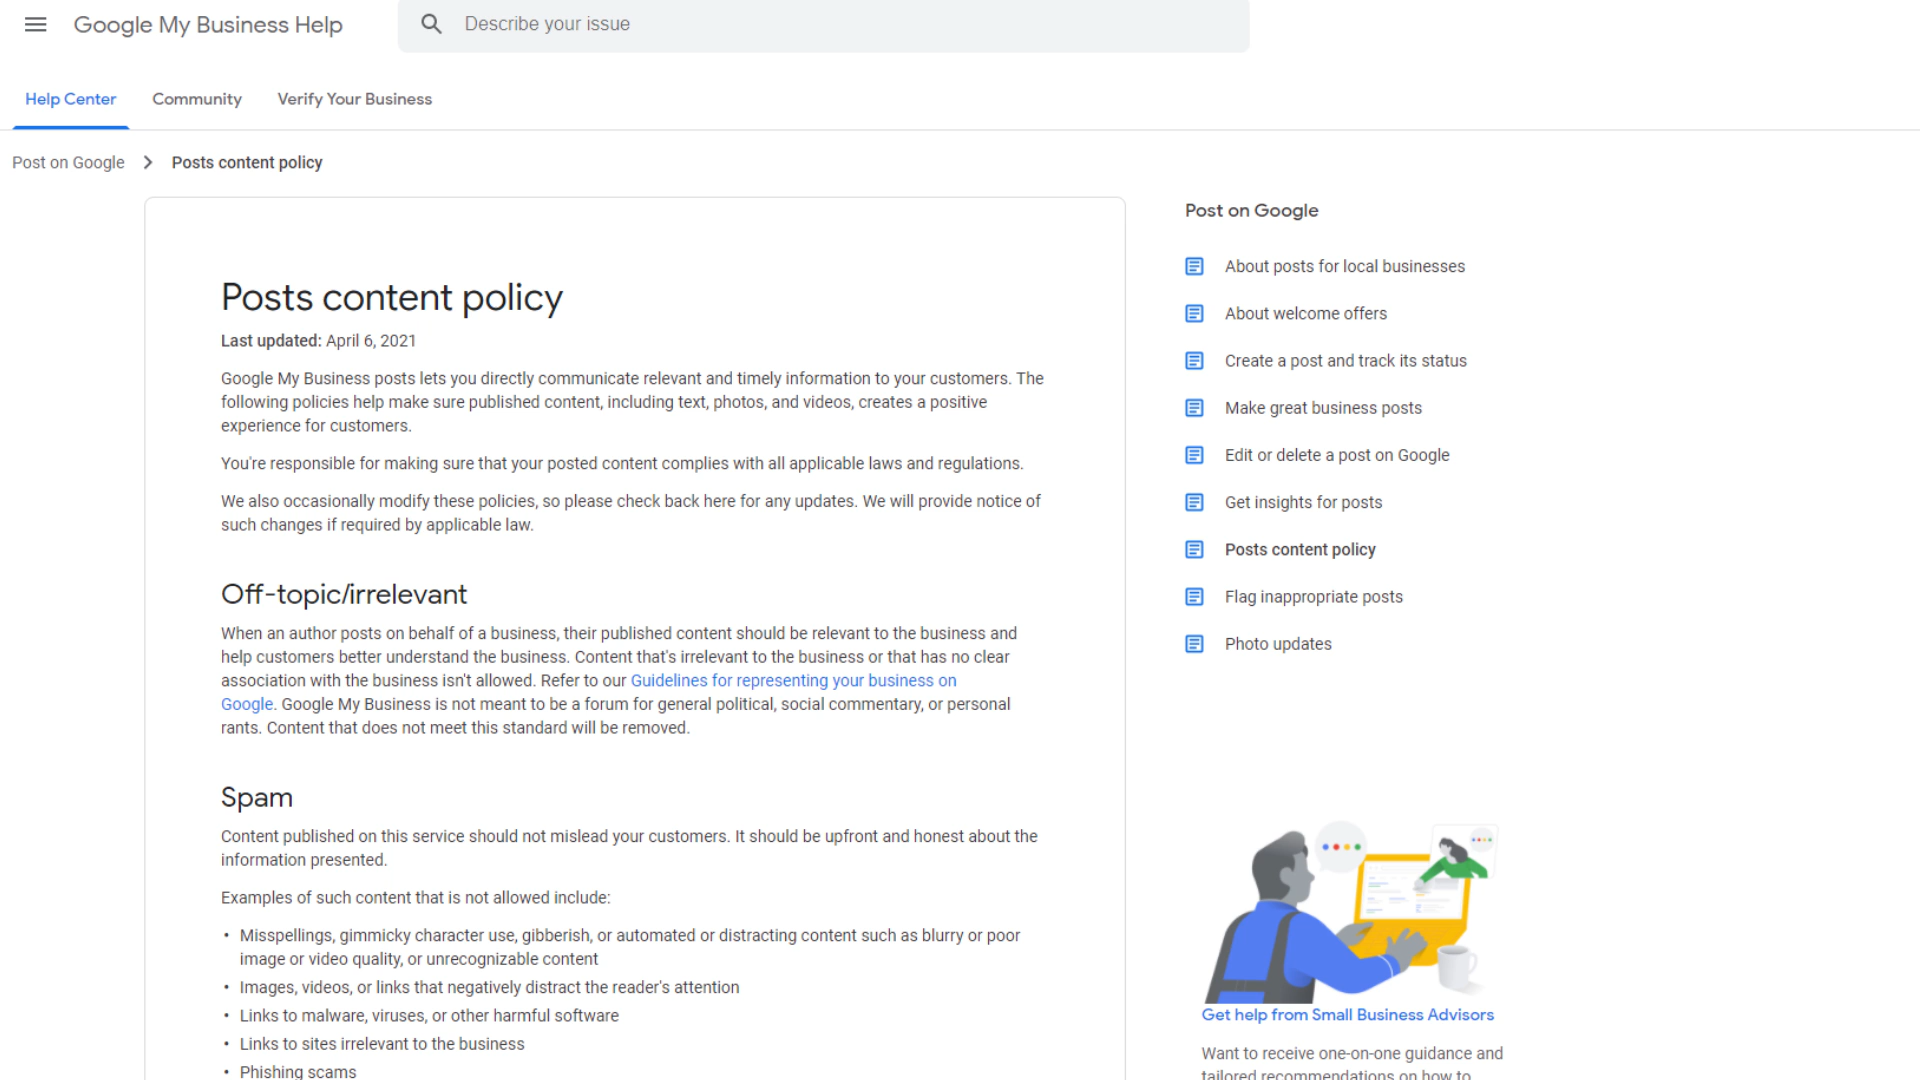 Google My Business Help
Describe your issue
Help Center
Community
Verify Your Business
Post on Google
Posts content policy
Posts content policy
Last updated: April 6, 2021
Google My Business posts lets you directly communicate relevant and timely information to your customers. The
following policies help make sure published content, including text, photos, and videos, creates a positive
experience for customers.
You're responsible for making sure that your posted content complies with all applicable laws and regulations.
We also occasionally modify these policies, so please check back here for any updates. We will provide notice of
such changes if required by applicable law.
Off-topic/irrelevant
When an author posts on behalf of a business, their published content should be relevant to the business and
help customers better understand the business. Content that's irrelevant to the business or that has no clear
association with the business isn't allowed. Refer to our Guidelines for representing your business on
Google. Google My Business is not meant to be a forum for general political, social commentary, or personal
rants. Content that does not meet this standard will be removed.
Spam
Content published on this service should not mislead your customers. It should be upfront and honest about the
information presented.
Examples of such content that is not allowed include:
• Misspellings, gimmicky character use, gibberish, or automated or distracting content such as blurry or poor
image or video quality, or unrecognizable content
• Images, videos, or links that negatively distract the reader's attention
• Links to malware, viruses, or other harmful software
• Links to sites irrelevant to the business
• Phishing scams
Post on Google
About posts for local businesses
About welcome offers
Create a post and track its status
Make great business posts
Edit or delete a post on Google
Get insights for posts
Posts content policy
Flag inappropriate posts
Photo updates
Get help from Small Business Advisors
Want to receive one-on-one guidance and
tailored recommendations on how to